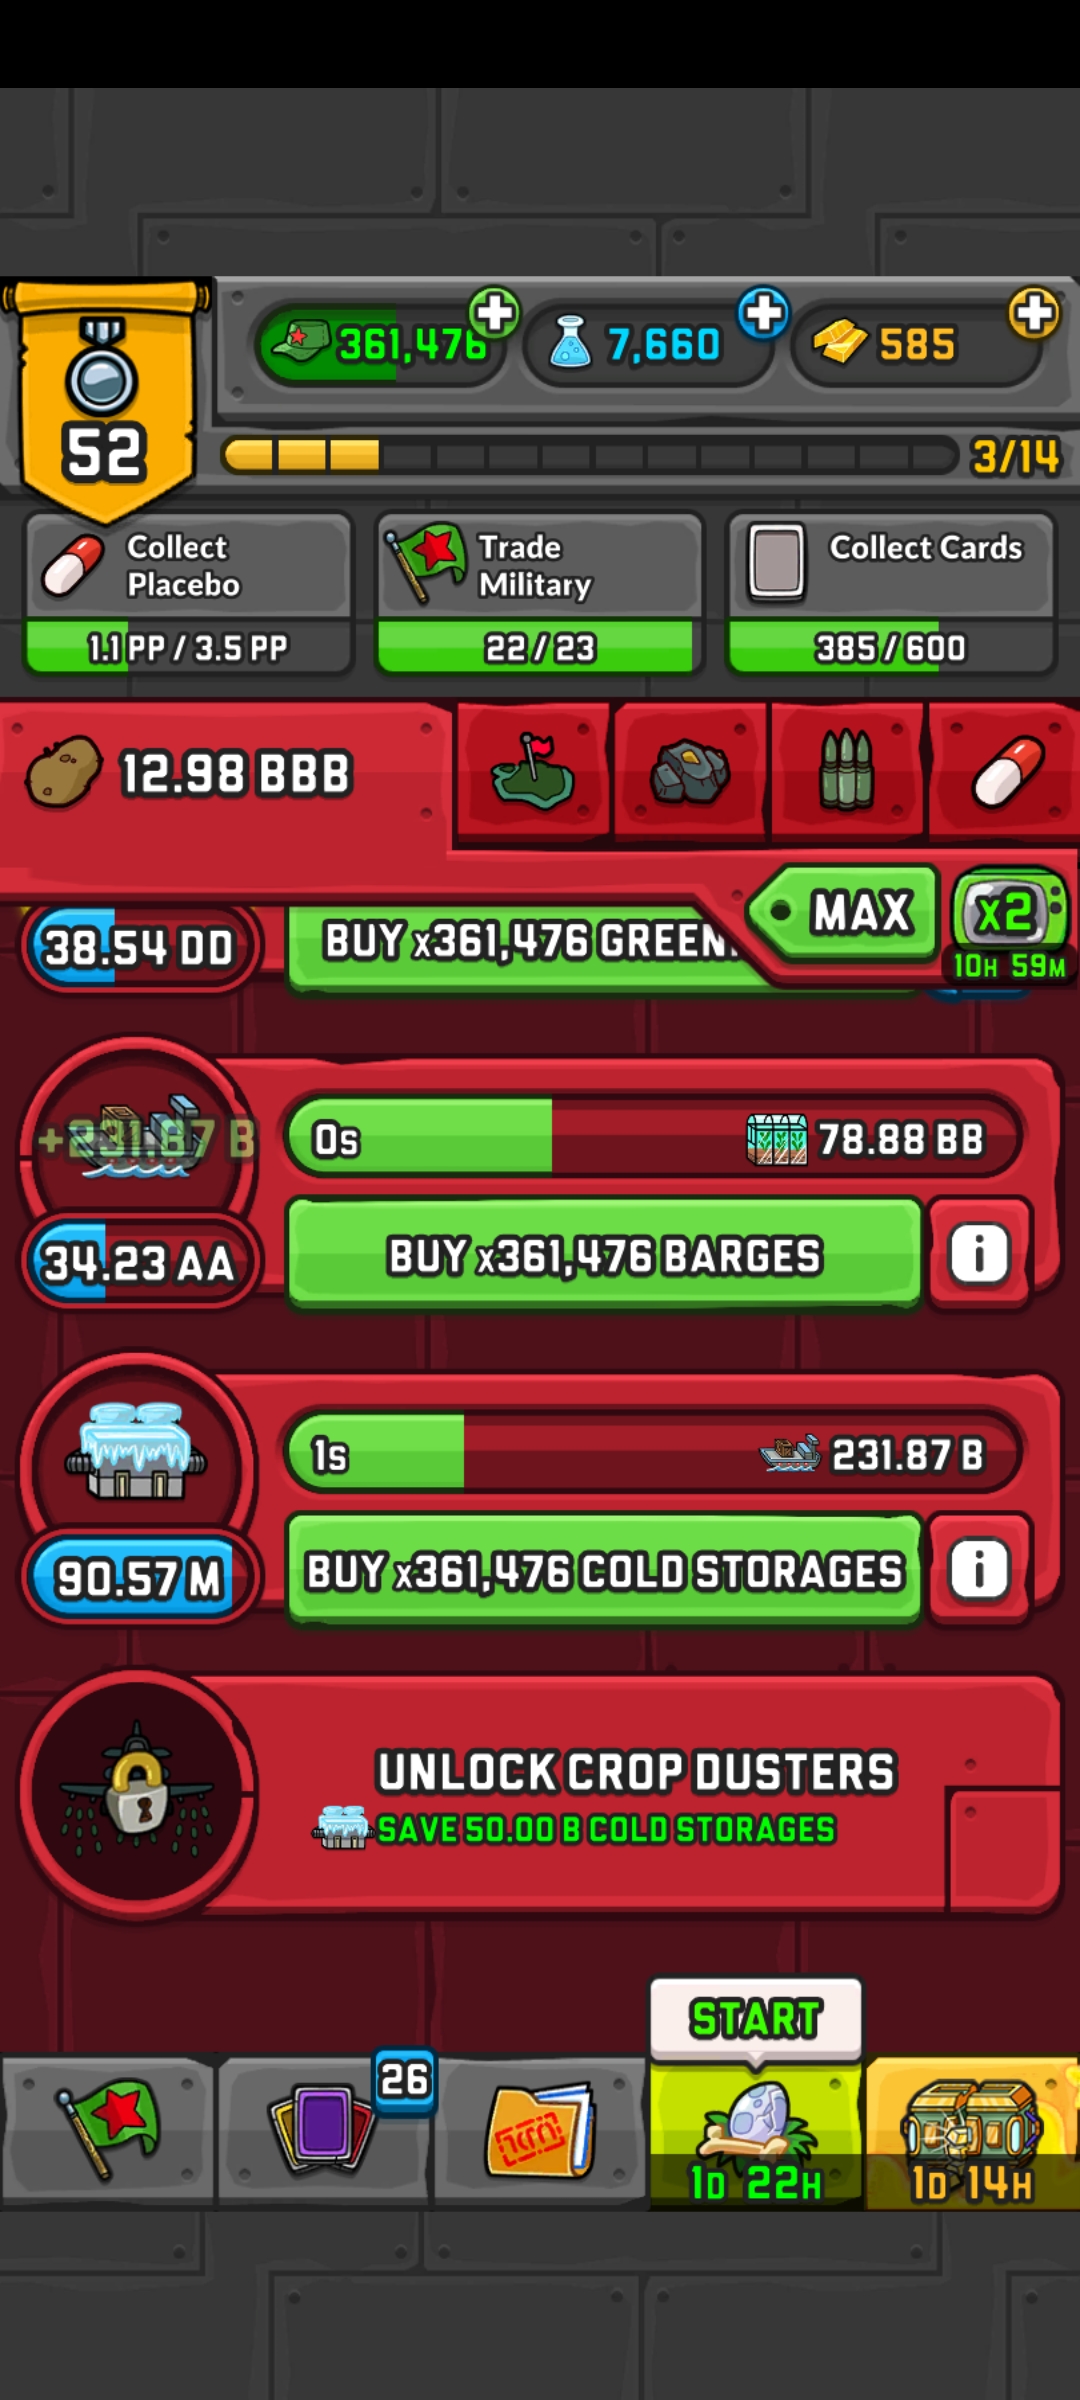 361,476
7,660
585
52
3/14
Collect
Placebo
Trade
Military
Collect Cards
1.1 PP / 3.5 PP
22 / 23
385 / 600
12.98 BBB
MAX
x2
10H 59M
38.54 DD
BUY x361,476 GREEN
+231.87 B
0s
78.88 BB
34.23 AA
BUY x361,476 BARGES
i
1s
231.87 B
90.57 M
BUY x361,476 COLD STORAGES
i
UNLOCK CROP DUSTERS
SAVE 50.00 B COLD STORAGES
START
26
1D 22H
1D 14H